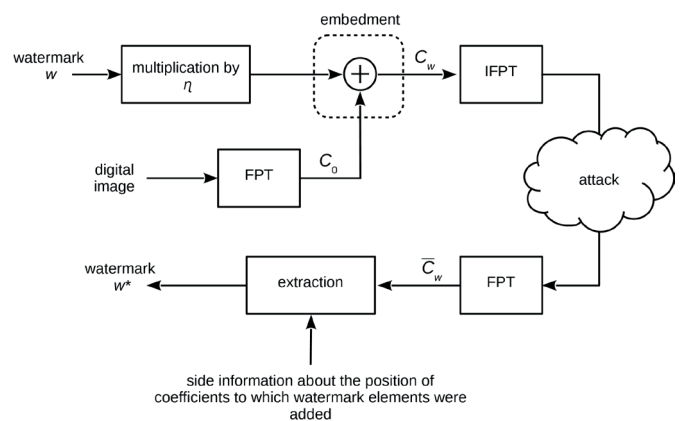 embedment
watermark
w
multiplication by
η
C_w
IFPT
digital
image
FPT
C_0
attack
watermark
w*
extraction
C̅_w
FPT
side information about the position of
coefficients to which watermark elements were
added